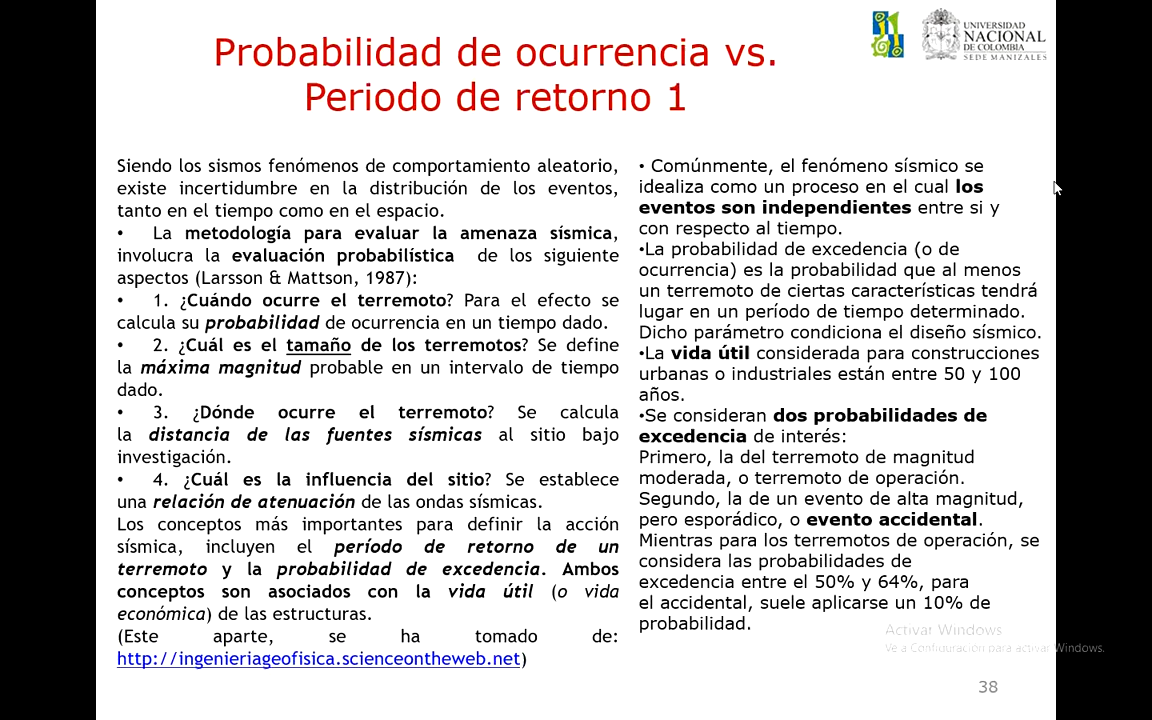 Probabilidad de ocurrencia vs.
Periodo de retorno 1
UNIVERSIDAD
NACIONAL
DE COLOMBIA
SEDE MANIZALES
Siendo los sismos fenómenos de comportamiento aleatorio,
existe incertidumbre en la distribución de los eventos,
tanto en el tiempo como en el espacio.
• La metodología para evaluar la amenaza sísmica,
involucra la evaluación probabilística de los siguiente
aspectos (Larsson & Mattson, 1987):
• 1. ¿Cuándo ocurre el terremoto? Para el efecto se
calcula su probabilidad de ocurrencia en un tiempo dado.
• 2. ¿Cuál es el tamaño de los terremotos? Se define
la máxima magnitud probable en un intervalo de tiempo
dado.
• 3. ¿Dónde ocurre el terremoto? Se calcula
la distancia de las fuentes sísmicas al sitio bajo
investigación.
• 4. ¿Cuál es la influencia del sitio? Se establece
una relación de atenuación de las ondas sísmicas.
Los conceptos más importantes para definir la acción
sísmica, incluyen el período de retorno de un
terremoto y la probabilidad de excedencia. Ambos
conceptos son asociados con la vida útil (o vida
económica) de las estructuras.
(Este aparte, se ha tomado de:
http://ingenieriageofisica.scienceontheweb.net)
• Comúnmente, el fenómeno sísmico se
idealiza como un proceso en el cual los
eventos son independientes entre si y
con respecto al tiempo.
•La probabilidad de excedencia (o de
ocurrencia) es la probabilidad que al menos
un terremoto de ciertas características tendrá
lugar en un período de tiempo determinado.
Dicho parámetro condiciona el diseño sísmico.
•La vida útil considerada para construcciones
urbanas o industriales están entre 50 y 100
años.
•Se consideran dos probabilidades de
excedencia de interés:
Primero, la del terremoto de magnitud
moderada, o terremoto de operación.
Segundo, la de un evento de alta magnitud,
pero esporádico, o evento accidental.
Mientras para los terremotos de operación, se
considera las probabilidades de
excedencia entre el 50% y 64%, para
el accidental, suele aplicarse un 10% de
probabilidad.
Activar Windows
Ve a Configuración para activar Windows.
38